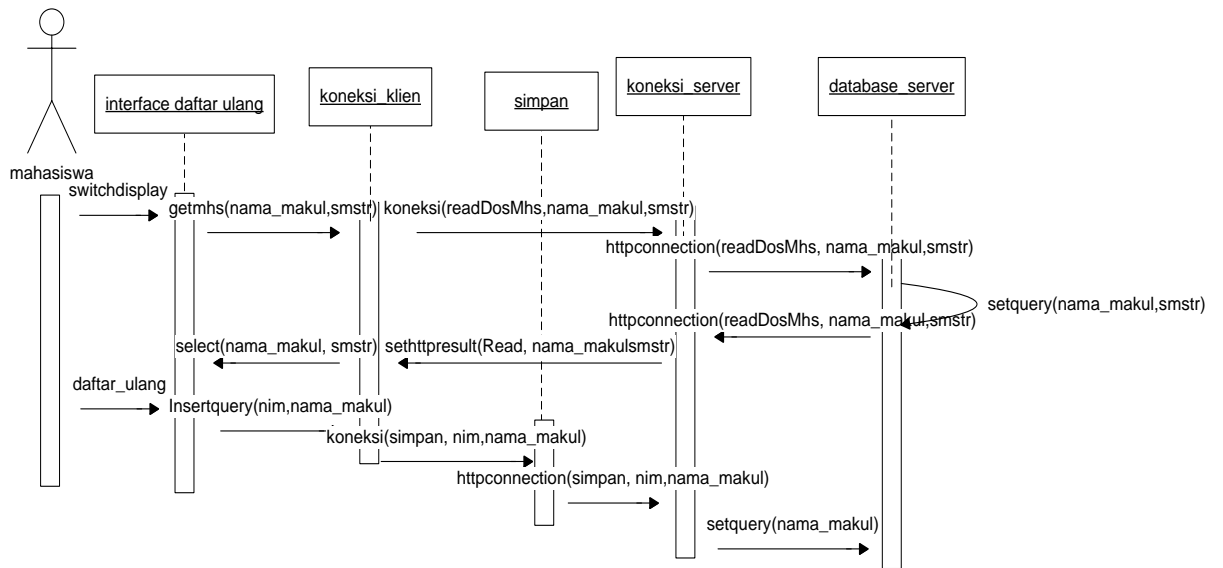 interface daftar ulang
koneksi_klien
simpan
koneksi_server
database_server
mahasiswa
switchdisplay
getmhs(nama_makul,smstr)
koneksi(readDosMhs,nama_makul,smstr)
httpconnection(readDosMhs, nama_makul,smstr)
setquery(nama_makul,smstr)
httpconnection(readDosMhs, nama_makul,smstr)
select(nama_makul, smstr)
sethttpresult(Read, nama_makulsmstr)
daftar_ulang
Insertquery(nim,nama_makul)
koneksi(simpan, nim,nama_makul)
httpconnection(simpan, nim,nama_makul)
setquery(nama_makul)